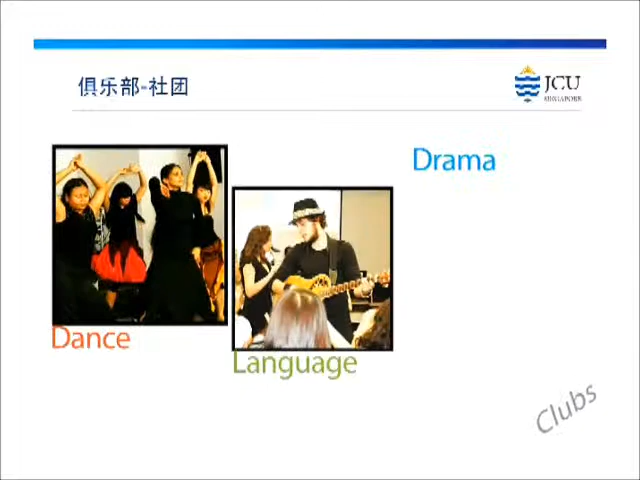 俱乐部-社团
JCU
SINGAPORE
Drama
Dance
Language
Clubs